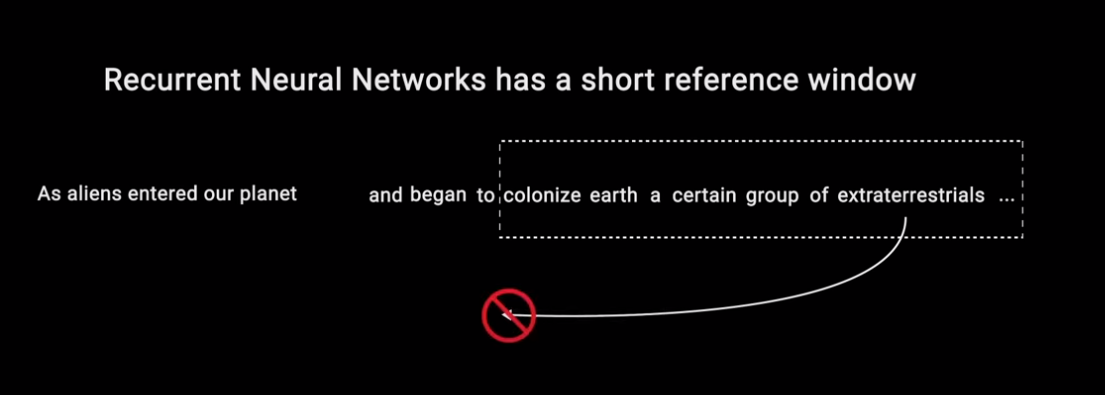 Recurrent Neural Networks has a short reference window
As aliens entered our planet and began to colonize earth a certain group of extraterrestrials ...